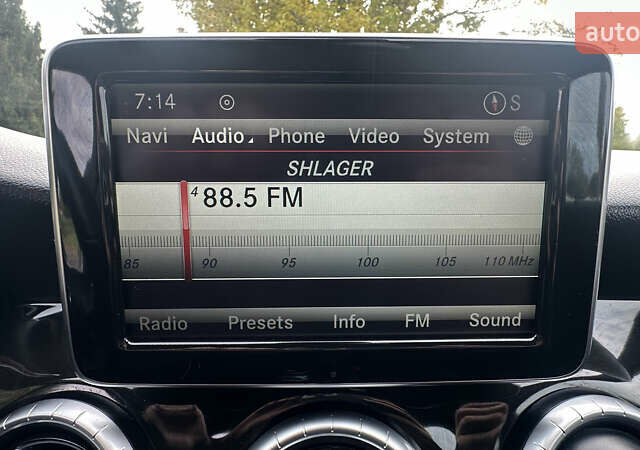 auto
7:14 S
Navi Audio Phone Video System
SHLAGER
4 88.5 FM
85 90 95 100 105 110 MHz
Radio Presets Info FM Sound